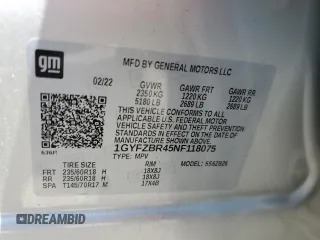 gm
MFD BY GENERAL MOTORS LLC
02/22 GVWR GAWR FRT GAWR RR
2350 KG 1220 KG 1220 KG
5180 LB 2689 LB 2689 LB
THIS VEHICLE CONFORMS TO ALL APPLICABLE U.S. FEDERAL MOTOR
VEHICLE SAFETY, BUMPER, AND THEFT PREVENTION
STANDARDS IN EFFECT ON THE DATE OF
MANUFACTURE SHOWN ABOVE.
1GYFZBR45NF118075
TYPE: MPV
TIRE SIZE RIM
FRT 235/60R18 H 18X8J
RR 235/60R18 H 18X8J
SPA T145/70R17 M 17X4B
DREAMBID